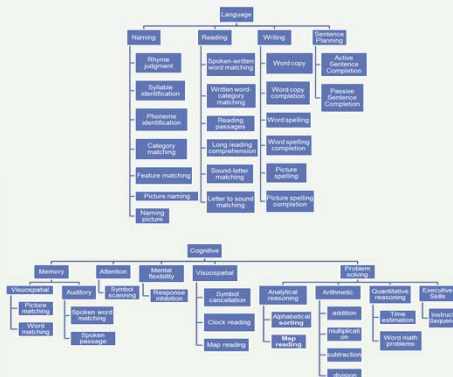 Language
Naming
Reading
Writing
Sentence
Planning
Rhyme
judgment
Syllable
identification
Phoneme
identification
Category
matching
Feature matching
Picture naming
Naming
picture
Spoken-written
word matching
Written word-
category
matching
Reading
passages
Long reading
comprehension
Sound-letter
matching
Letter to sound
matching
Word copy
Word copy
completion
Word spelling
Word spelling
completion
Picture
spelling
Picture spelling
completion
Active
Sentence
Completion
Passive
Sentence
Completion
Cognitive
Memory
Attention
Mental
flexibility
Visuospatial
Problem
solving
Visuospatial
Picture
matching
Word
matching
Auditory
Spoken word
matching
Spoken
passage
Symbol
scanning
Response
inhibition
Symbol
cancellation
Clock reading
Map reading
Analytical
reasoning
Alphabetical
worting
Map
reading
Arithmetic
addition
multiplicati
on
subtraction
division
Quantitative
reasoning
Time
estimation
Word math
problems
Executive
Skills
Instruct
Sequen